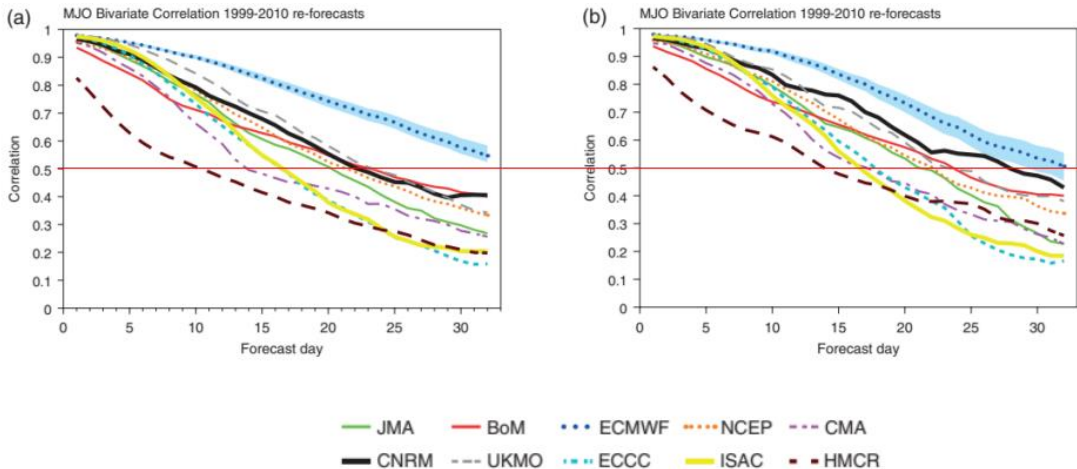 (a)
MJO Bivariate Correlation 1999-2010 re-forecasts
1
0.9
0.8
0.7
0.6
0.5
0.4
0.3
0.2
0.1
0
Correlation
0 5 10 15 20 25 30
Forecast day
(b)
MJO Bivariate Correlation 1999-2010 re-forecasts
1
0.9
0.8
0.7
0.6
0.5
0.4
0.3
0.2
0.1
0
Correlation
0 5 10 15 20 25 30
Forecast day
JMA BoM ECMWF NCEP CMA
CNRM UKMO ECCC ISAC HMCR